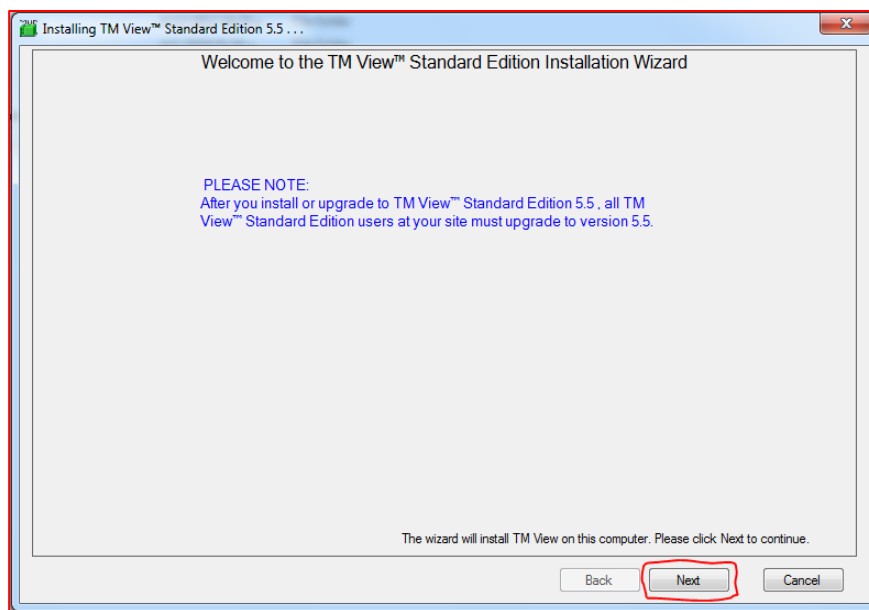 Installing TM View™ Standard Edition 5.5 . . .
Welcome to the TM View™ Standard Edition Installation Wizard
PLEASE NOTE:
After you install or upgrade to TM View™ Standard Edition 5.5 , all TM
View™ Standard Edition users at your site must upgrade to version 5.5.
The wizard will install TM View on this computer. Please click Next to continue.
Back Next Cancel